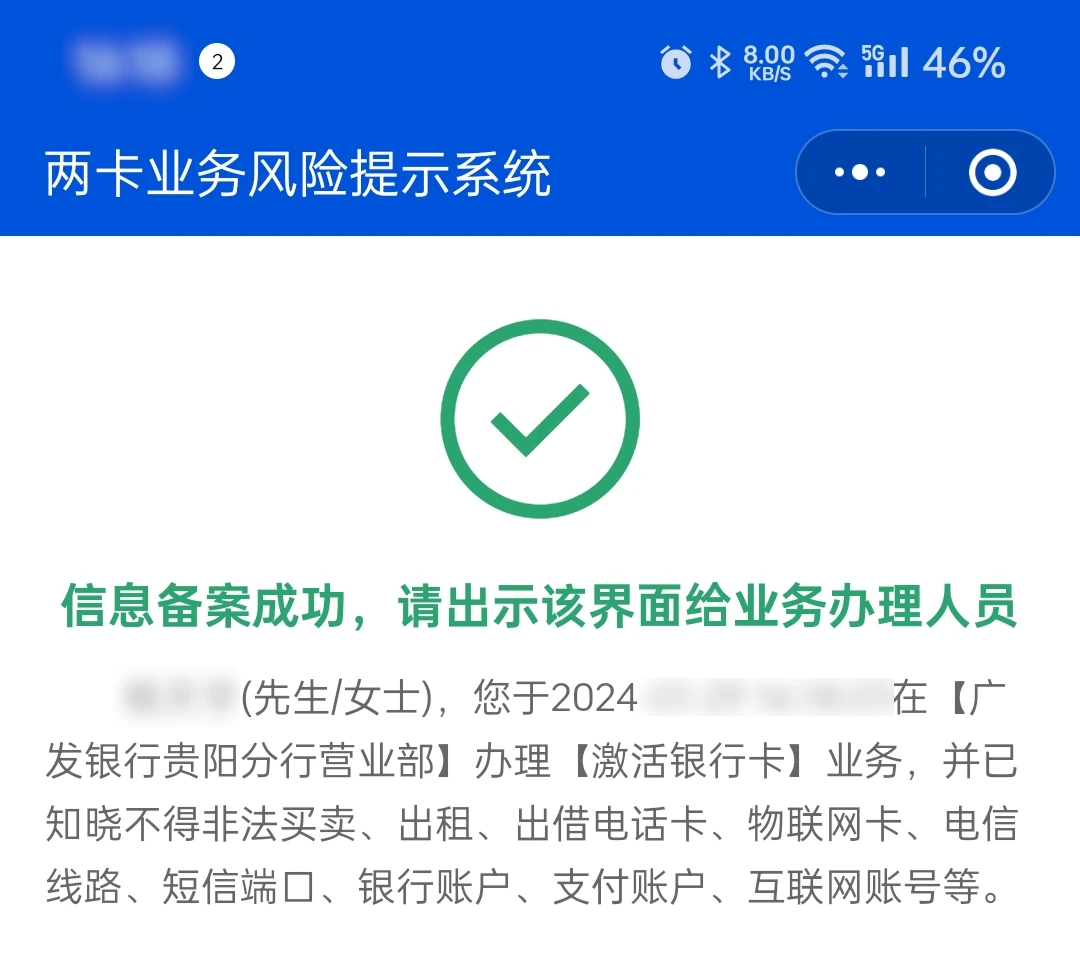 2
8.00 KB/S 5G 46%
两卡业务风险提示系统
信息备案成功，请出示该界面给业务办理人员
(先生/女士)，您于2024 在【广
发银行贵阳分行营业部】办理【激活银行卡】业务，并已
知晓不得非法买卖、出租、出借电话卡、物联网卡、电信
线路、短信端口、银行账户、支付账户、互联网账号等。